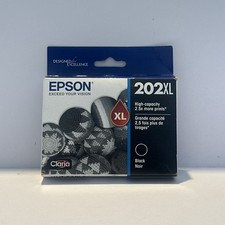 DESIGNED FOR
EXCELLENCE
EPSON
EXCEED YOUR VISION
202XL
XL
High-capacity
2.5x more prints*
Grande capacité
2,5 fois plus de
tirages*
Claria
Black
Noir